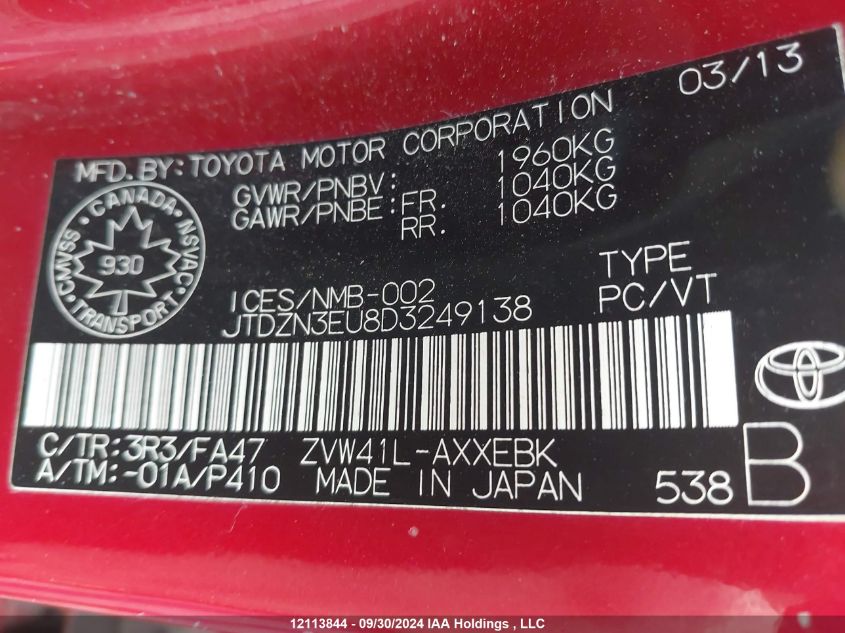 03/13
MFD. BY: TOYOTA MOTOR CORPORATION
GVWR/PNBV: 1960KG
GAWR/PNBE: FR. 1040KG
RR. 1040KG
CANADA
CMVSS 930 NSVAC
TRANSPORT
TYPE
ICES/NMB-002 PC/VT
JTDZN3EU8D3249138
C/TR: 3R3/FA47 ZVW41L-AXXEBK
A/TM: -01A/P410 MADE IN JAPAN 538 B
12113844 - 09/30/2024 IAA Holdings , LLC